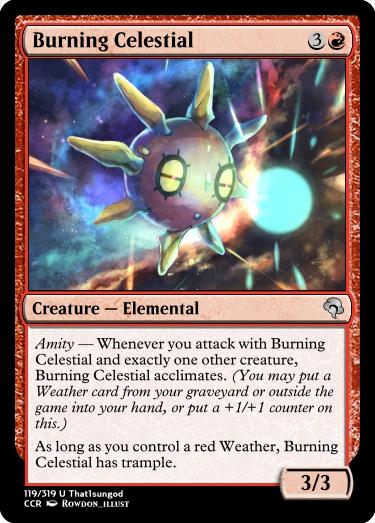 Burning Celestial 3
Creature — Elemental
Amity — Whenever you attack with Burning
Celestial and exactly one other creature,
Burning Celestial acclimates. (You may put a
Weather card from your graveyard or outside the
game into your hand, or put a +1/+1 counter on
this.)
As long as you control a red Weather, Burning
Celestial has trample.
3/3
119/319 U That1sungod
CCR Rowdon_illust